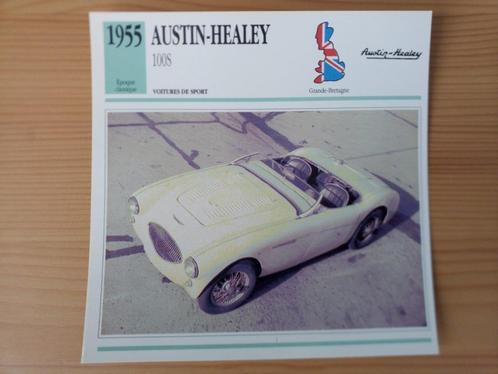 1955
AUSTIN-HEALEY
100S
Epoque
classique
VOITURES DE SPORT
Grande-Bretagne
Austin-Healey